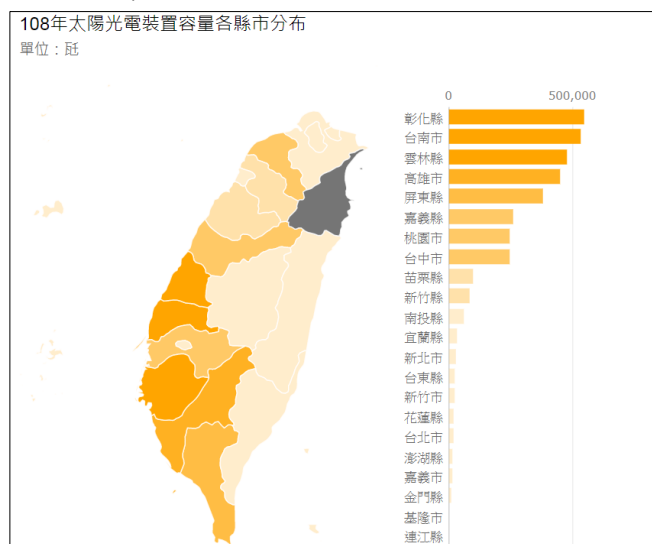 108年太陽光電裝置容量各縣市分布
單位：瓩
0
500,000
彰化縣
台南市
雲林縣
高雄市
屏東縣
嘉義縣
桃園市
台中市
苗栗縣
新竹縣
南投縣
宜蘭縣
新北市
台東縣
新竹市
花蓮縣
台北市
澎湖縣
嘉義市
金門縣
基隆市
連江縣